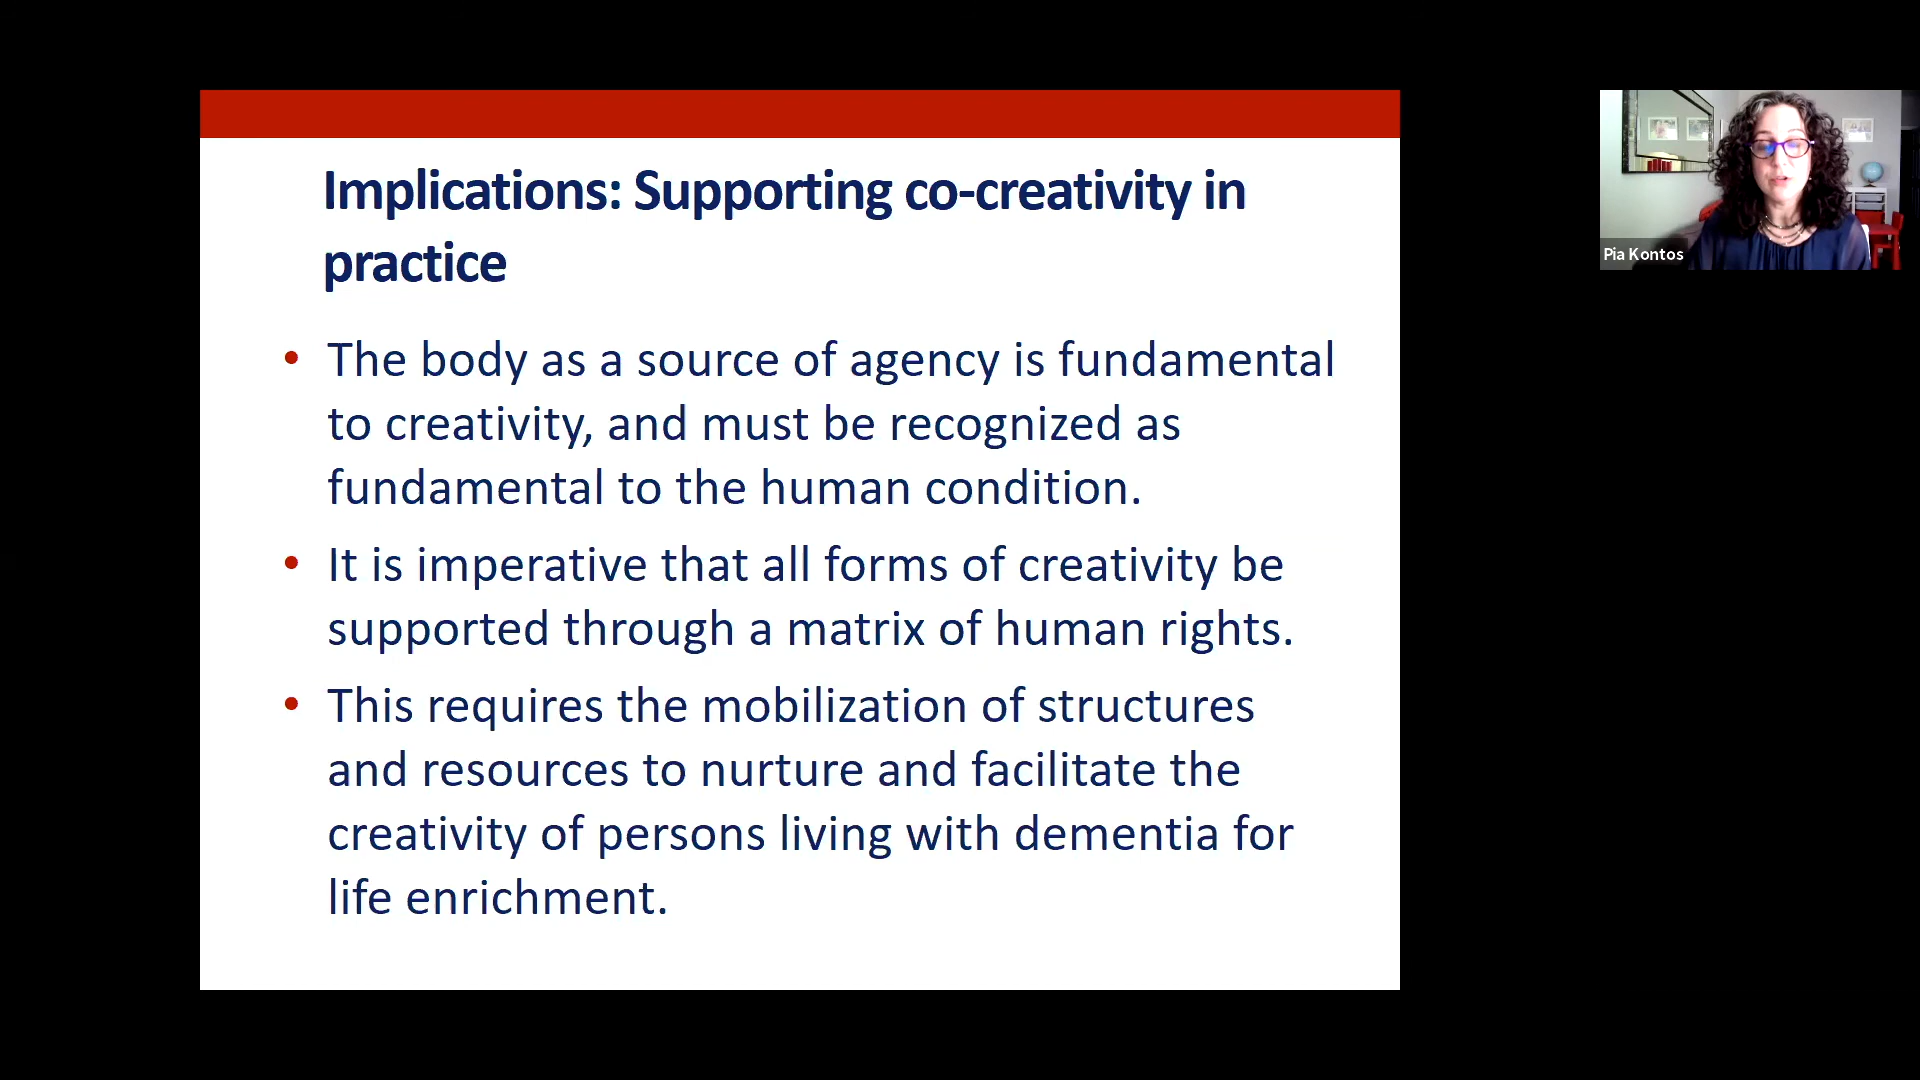 Implications: Supporting co-creativity in
practice
• The body as a source of agency is fundamental
to creativity, and must be recognized as
fundamental to the human condition.
• It is imperative that all forms of creativity be
supported through a matrix of human rights.
• This requires the mobilization of structures
and resources to nurture and facilitate the
creativity of persons living with dementia for
life enrichment.
Pia Kontos